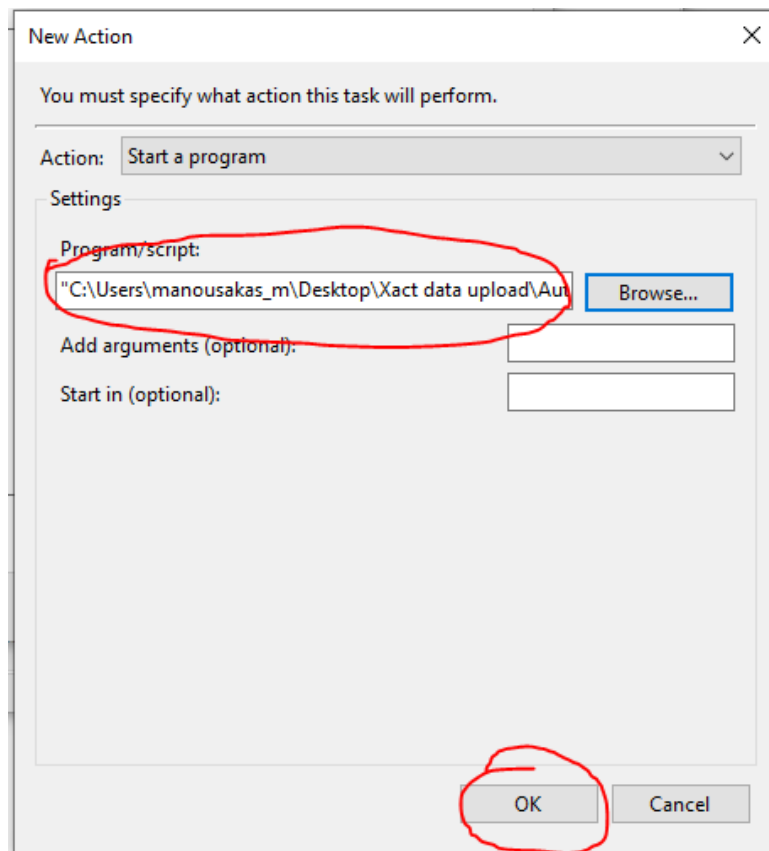 New Action
You must specify what action this task will perform.
Action: Start a program
Settings
Program/script:
"C:\Users\manousakas_m\Desktop\Xact data upload\Aut
Browse...
Add arguments (optional):
Start in (optional):
OK
Cancel